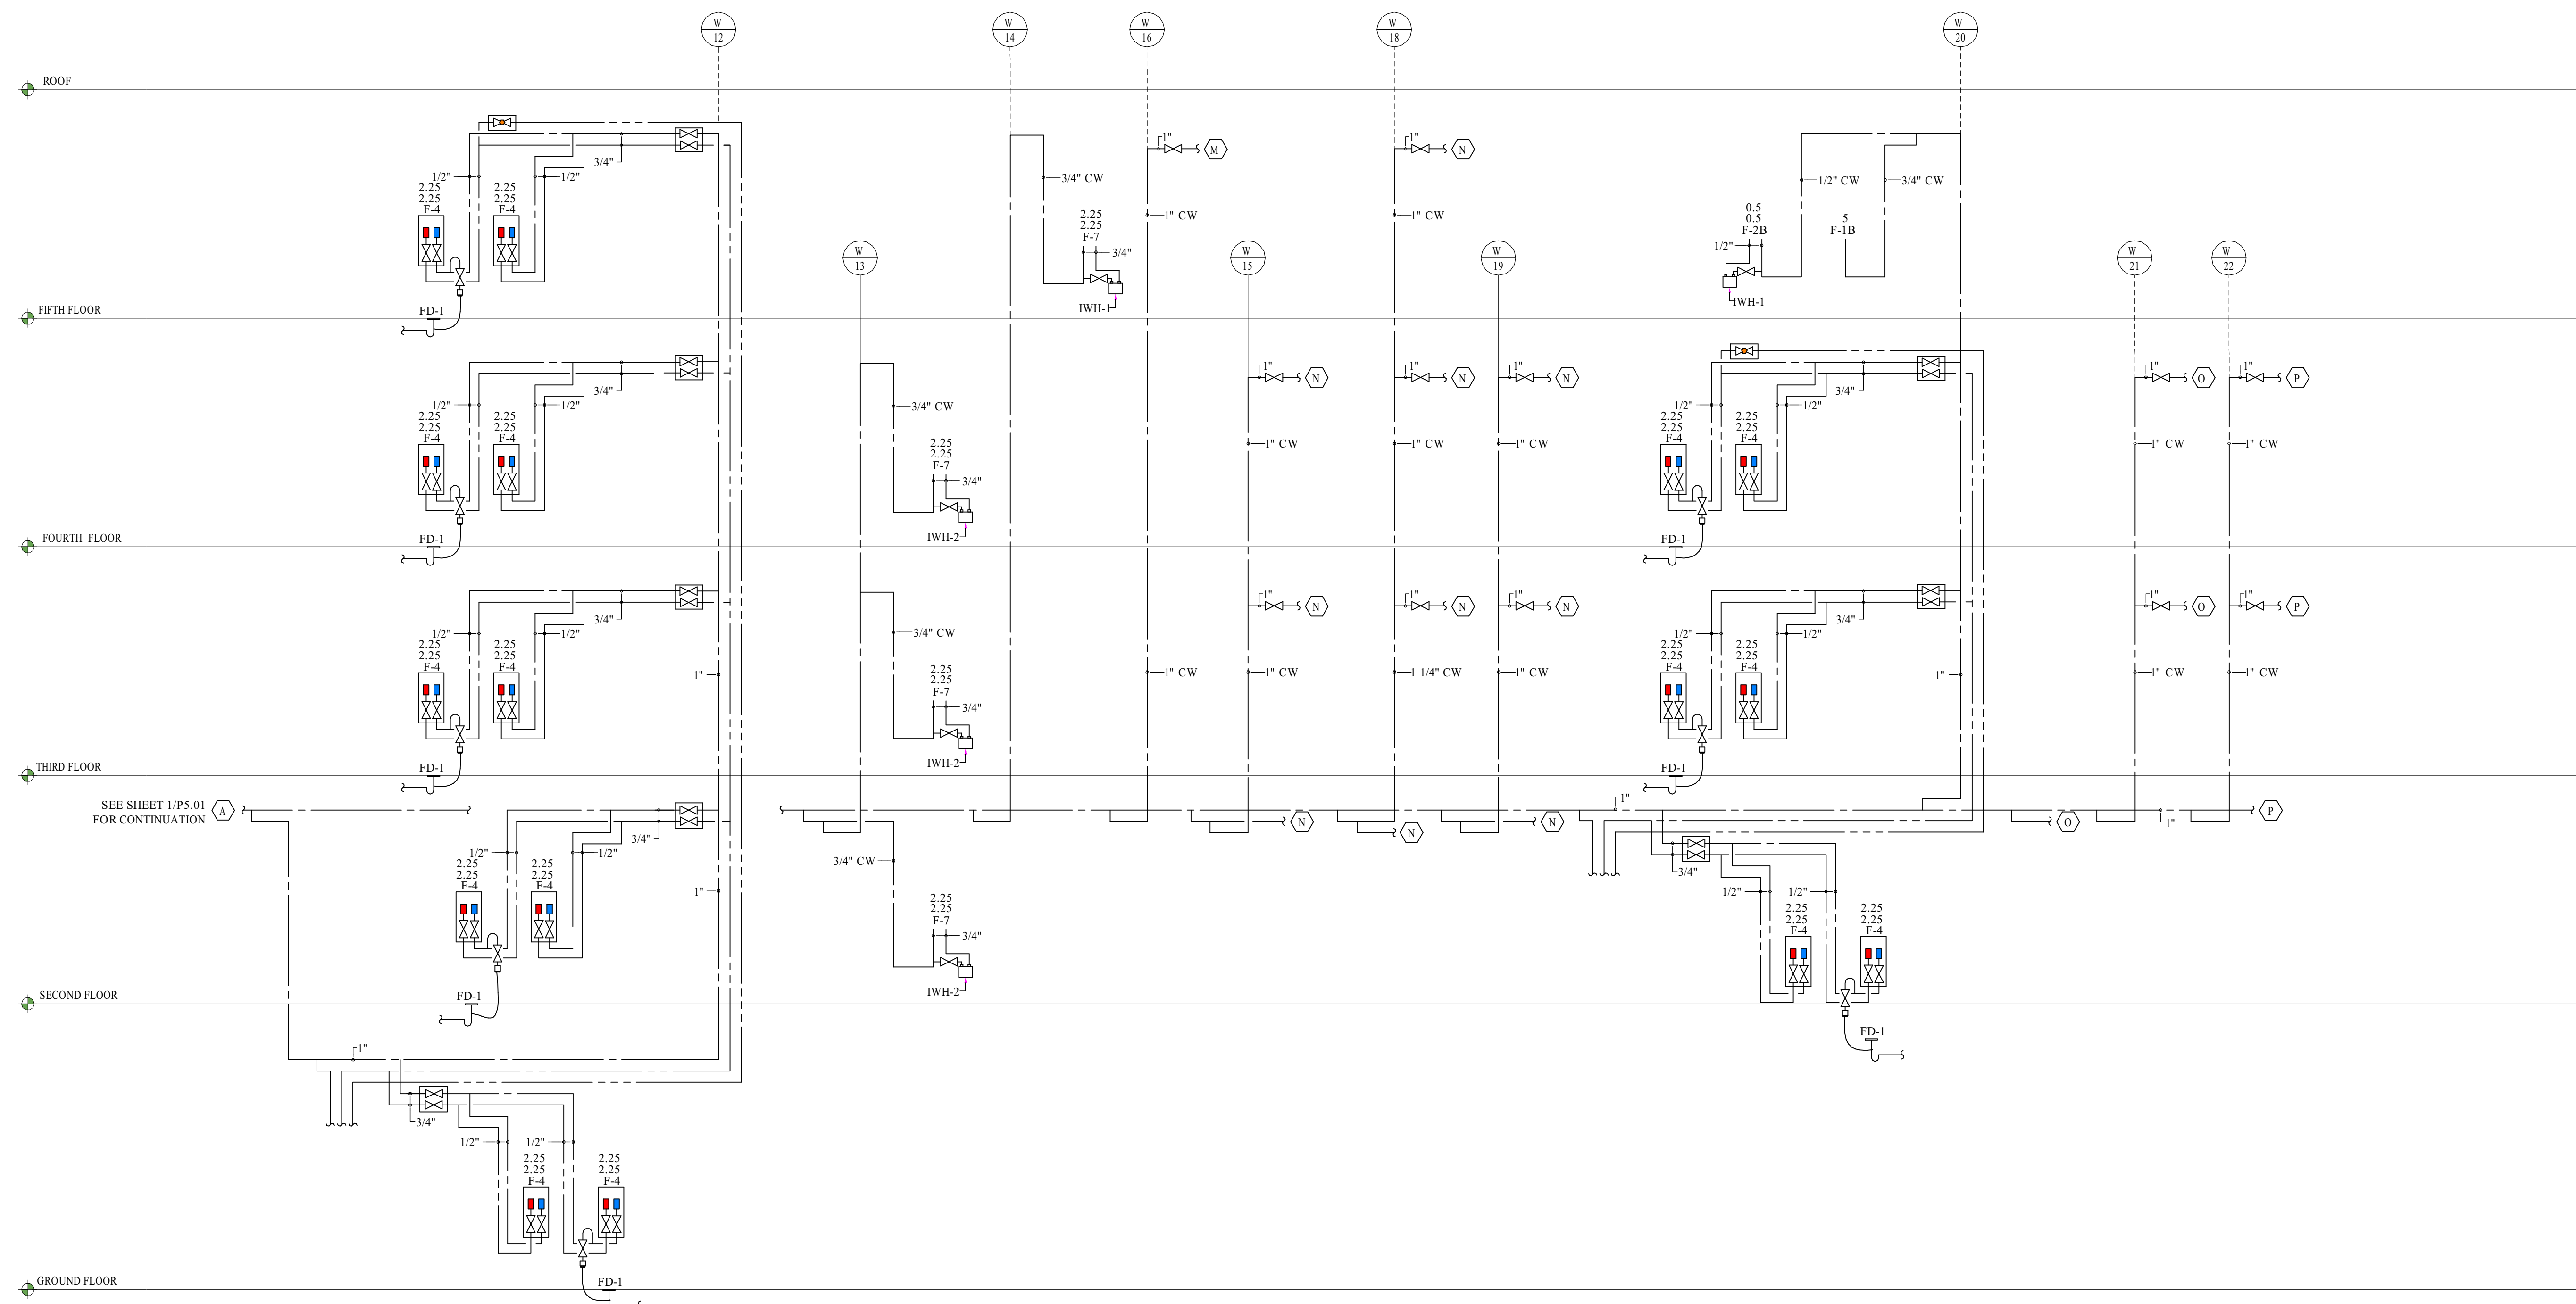 W
12
W
14
W
16
W
18
W
20
ROOF
1"
M
1"
N
3/4"
1/2"
1/2"
2.25
2.25
F-4
2.25
2.25
F-4
3/4" CW
1/2" CW
3/4" CW
2.25
2.25
F-7
3/4"
IWH-1
1" CW
1" CW
0.5
0.5
F-2B
5
F-1B
1/2"
IWH-1
W
13
W
15
W
19
W
21
W
22
FD-1
FIFTH FLOOR
3/4"
1/2"
1/2"
2.25
2.25
F-4
2.25
2.25
F-4
3/4" CW
2.25
2.25
F-7
3/4"
IWH-2
1"
N
1"
N
1"
N
1" CW
1" CW
1" CW
3/4"
1/2"
1/2"
2.25
2.25
F-4
2.25
2.25
F-4
1"
O
1"
P
1" CW
1" CW
FD-1
FD-1
FOURTH FLOOR
3/4"
1/2"
1/2"
2.25
2.25
F-4
2.25
2.25
F-4
1"
3/4" CW
2.25
2.25
F-7
3/4"
IWH-2
1"
N
1"
N
1"
N
1" CW
1" CW
1 1/4" CW
1" CW
3/4"
1/2"
1/2"
2.25
2.25
F-4
2.25
2.25
F-4
1"
1"
O
1"
P
1" CW
1" CW
FD-1
FD-1
THIRD FLOOR
SEE SHEET 1/P5.01
FOR CONTINUATION
A
3/4"
1/2"
1/2"
2.25
2.25
F-4
2.25
2.25
F-4
1"
3/4" CW
2.25
2.25
F-7
3/4"
IWH-2
N
N
N
1"
O
1"
P
3/4"
1/2"
1/2"
2.25
2.25
F-4
2.25
2.25
F-4
FD-1
SECOND FLOOR
FD-1
1"
3/4"
1/2"
1/2"
2.25
2.25
F-4
2.25
2.25
F-4
FD-1
GROUND FLOOR